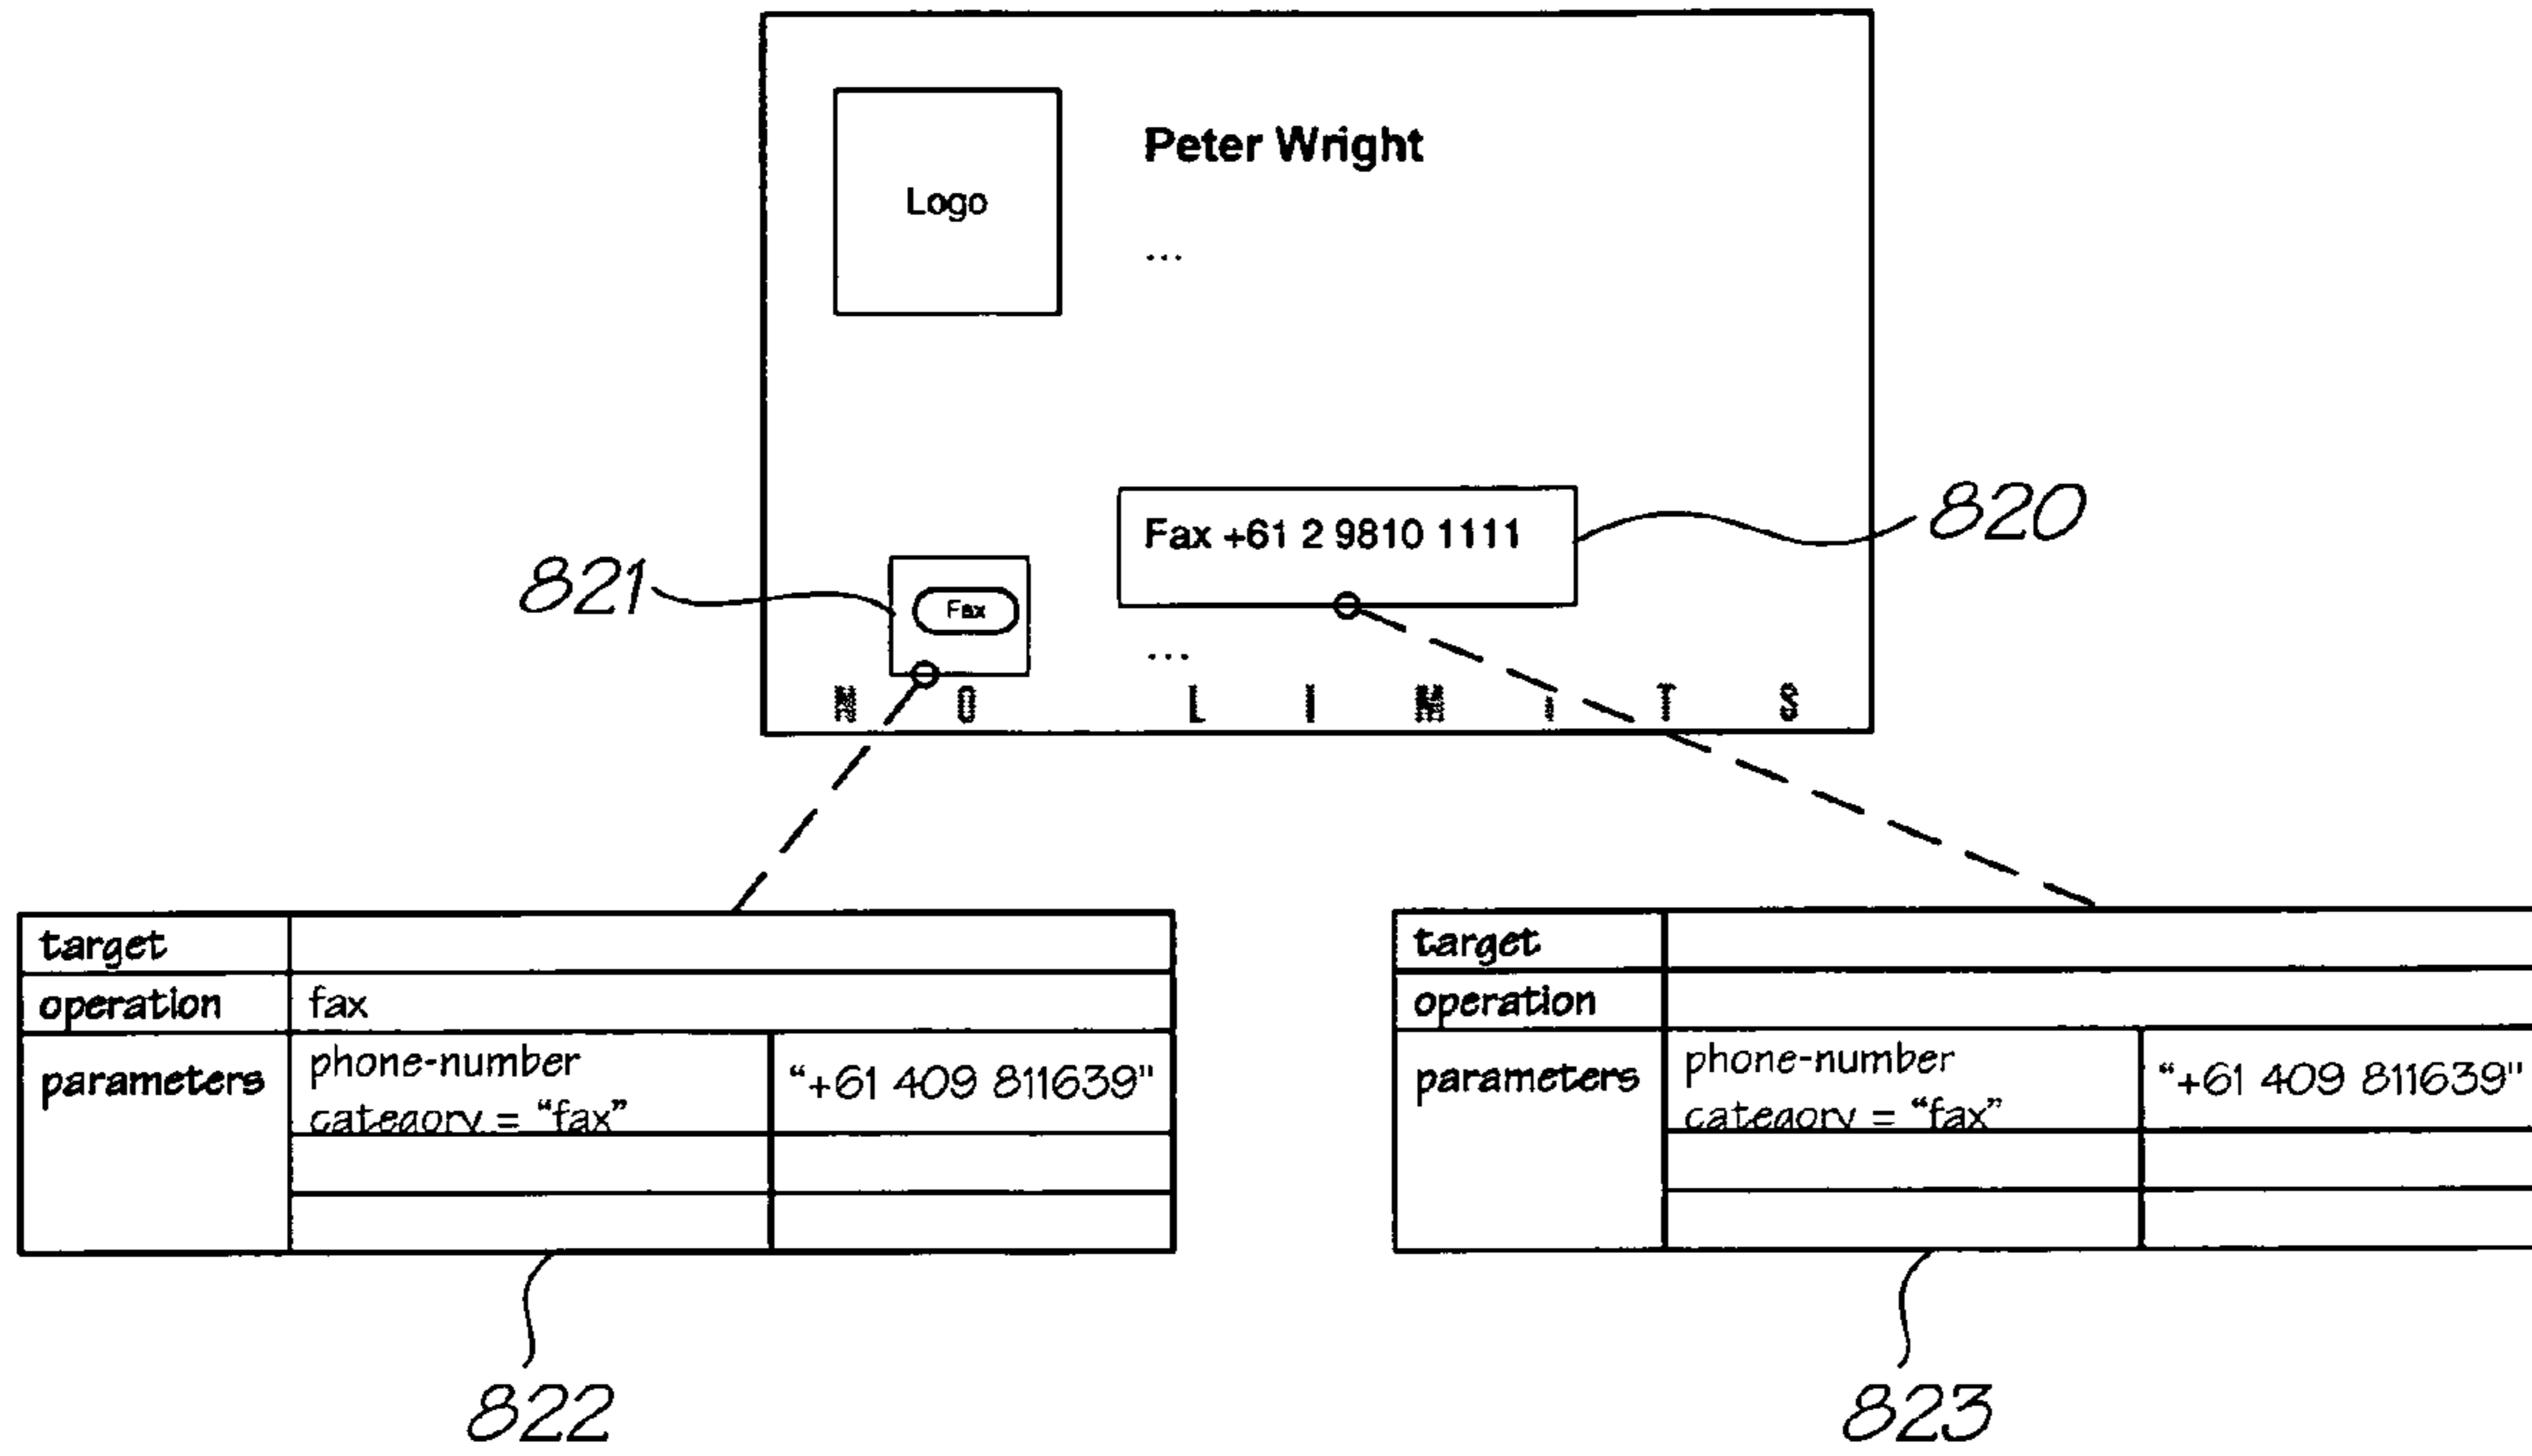 Peter Wright
Logo
...
Fax +61 2 9810 1111
820
821
Fax
...
target
operation fax
parameters phone-number "+61 409 811639"
category = "fax"
822
target
operation
parameters phone-number "+61 409 811639"
category = "fax"
823